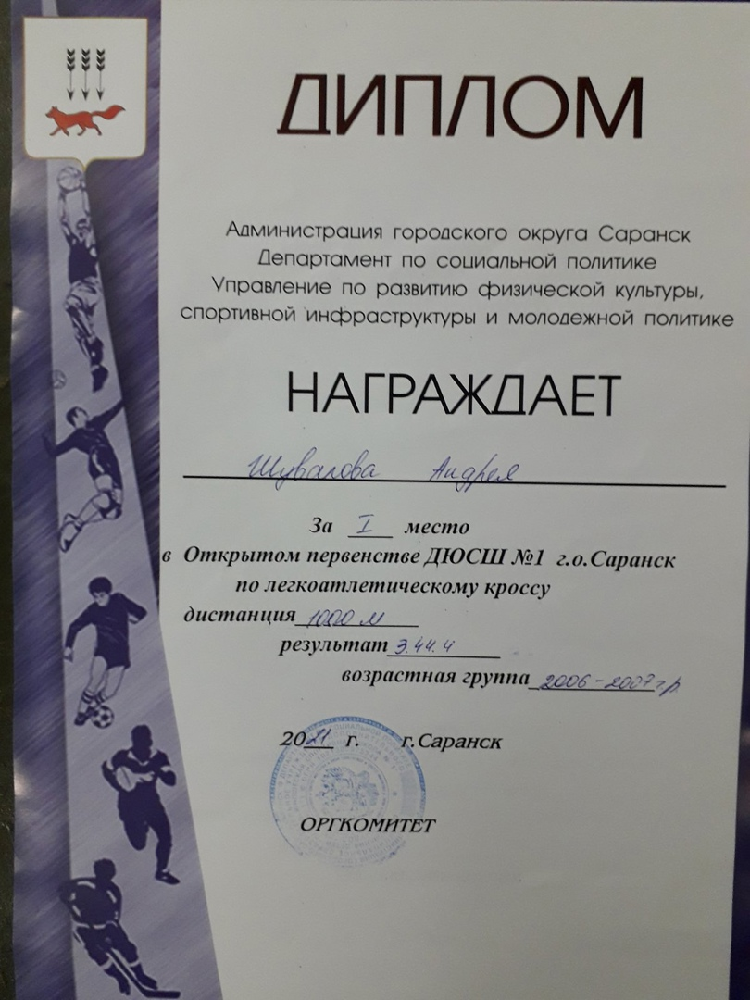 ДИПЛОМ
Администрация городского округа Саранск
Департамент по социальной политике
Управление по развитию физической культуры,
спортивной инфраструктуры и молодежной политике
НАГРАЖДАЕТ
Шувалова Андрея
За I место
в Открытом первенстве ДЮСШ №1 г.о.Саранск
по легкоатлетическому кроссу
дистанция 1000 м
результат 3.44.4
возрастная группа 2006-2007 г.р.
2021 г. г.Саранск
ОРГКОМИТЕТ